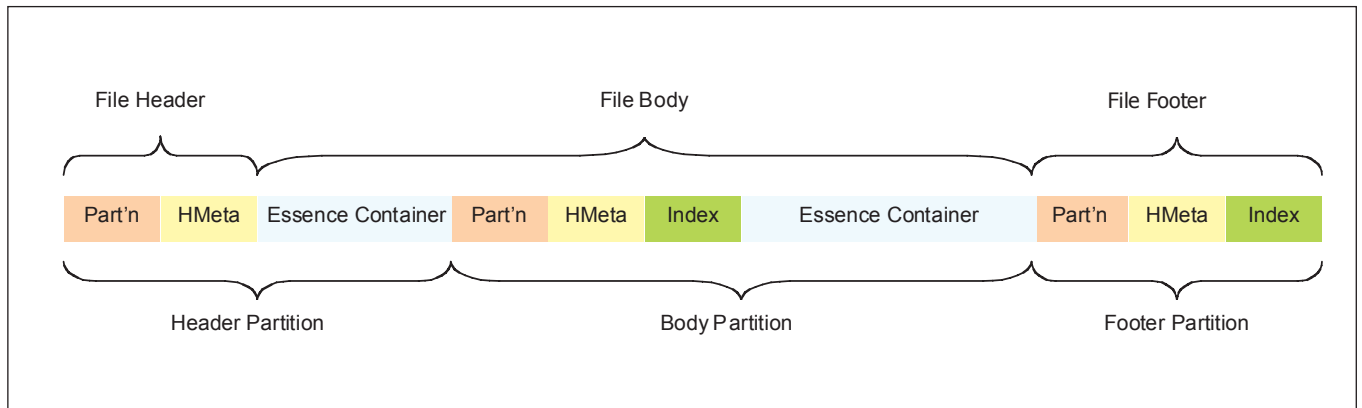 File Header File Body File Footer
Part’n HMeta Essence Container Part’n HMeta Index Essence Container Part’n HMeta Index
Header Partition Body Partition Footer Partition